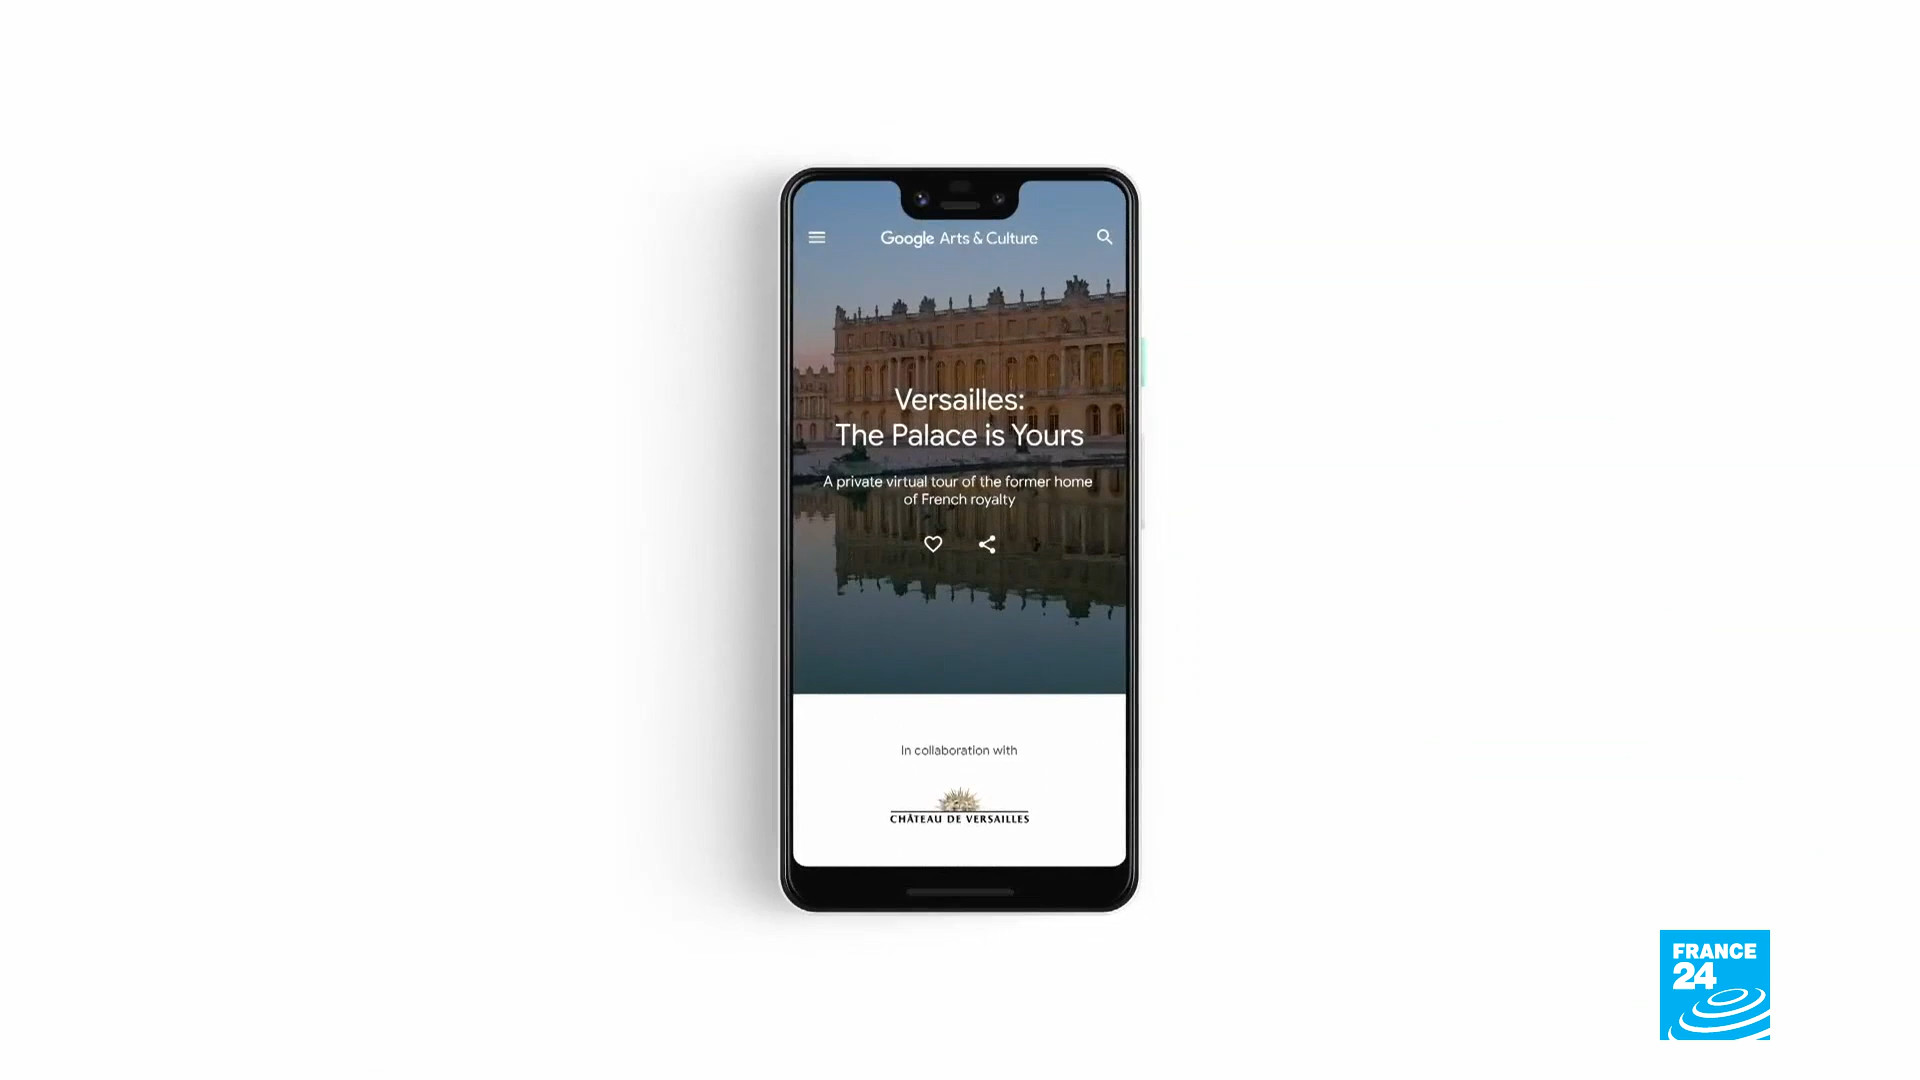 Google Arts & Culture
Versailles:
The Palace is Yours
A private virtual tour of the former home
of French royalty
In collaboration with
CHÂTEAU DE VERSAILLES
FRANCE
24